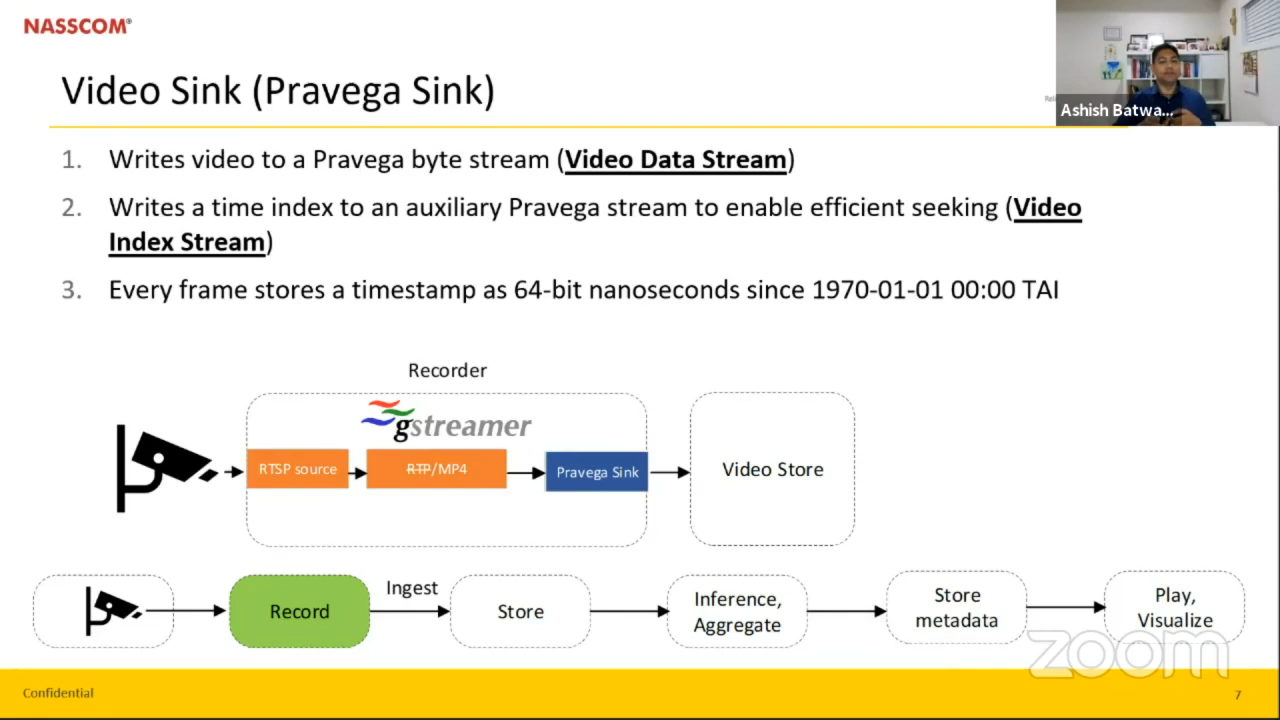 NASSCOM®
Video Sink (Pravega Sink)
Ashish Batwa...
1. Writes video to a Pravega byte stream (Video Data Stream)
2. Writes a time index to an auxiliary Pravega stream to enable efficient seeking (Video
Index Stream)
3. Every frame stores a timestamp as 64-bit nanoseconds since 1970-01-01 00:00 TAI
Recorder
gstreamer
RTSP source
RTP/MP4
Pravega Sink
Video Store
Ingest
Record
Store
Inference,
Aggregate
Store
metadata
Play,
Visualize
zoom
Confidential
7